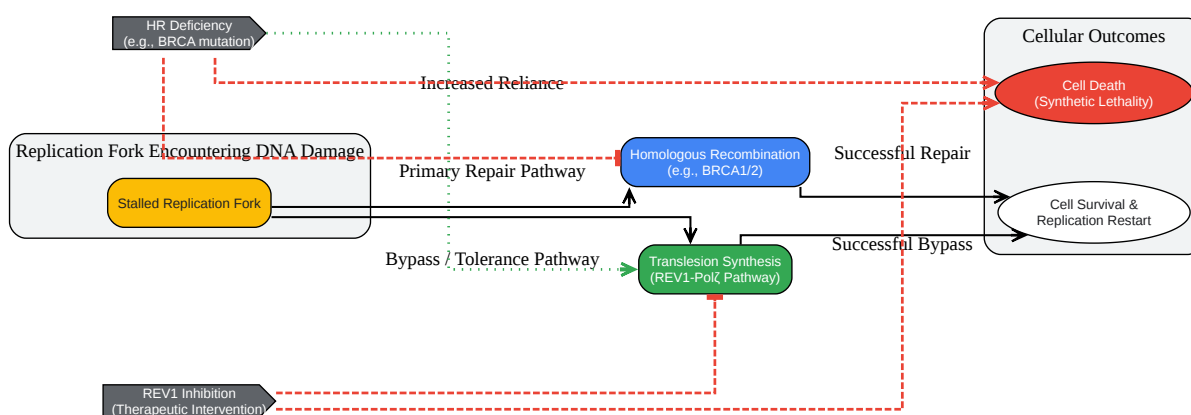 HR Deficiency
(e.g., BRCA mutation)
Cellular Outcomes
Increased Reliance
Cell Death
(Synthetic Lethality)
Replication Fork Encountering DNA Damage
Homologous Recombination
(e.g., BRCA1/2)
Successful Repair
Primary Repair Pathway
Stalled Replication Fork
Cell Survival &
Replication Restart
Successful Bypass
Bypass / Tolerance Pathway
Translesion Synthesis
(REV1-Polζ Pathway)
REV1 Inhibition
(Therapeutic Intervention)